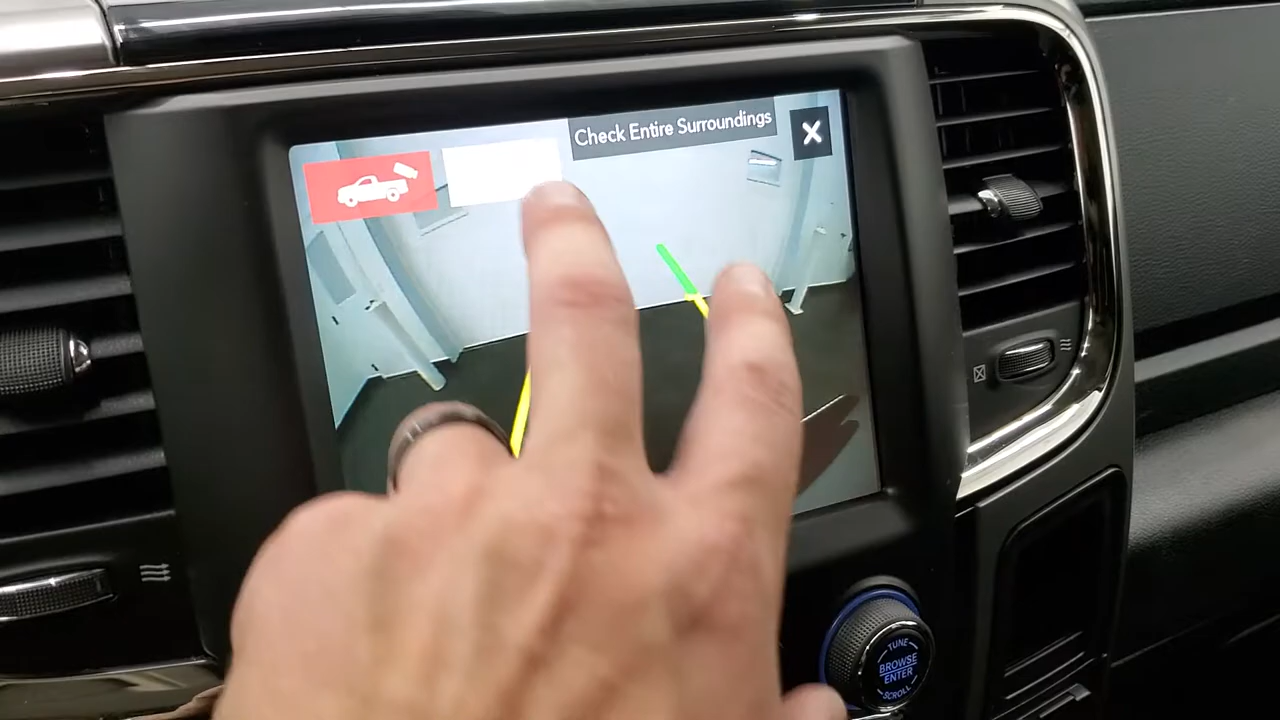 Check Entire Surroundings
X
TUNE
BROWSE
ENTER
SCROLL